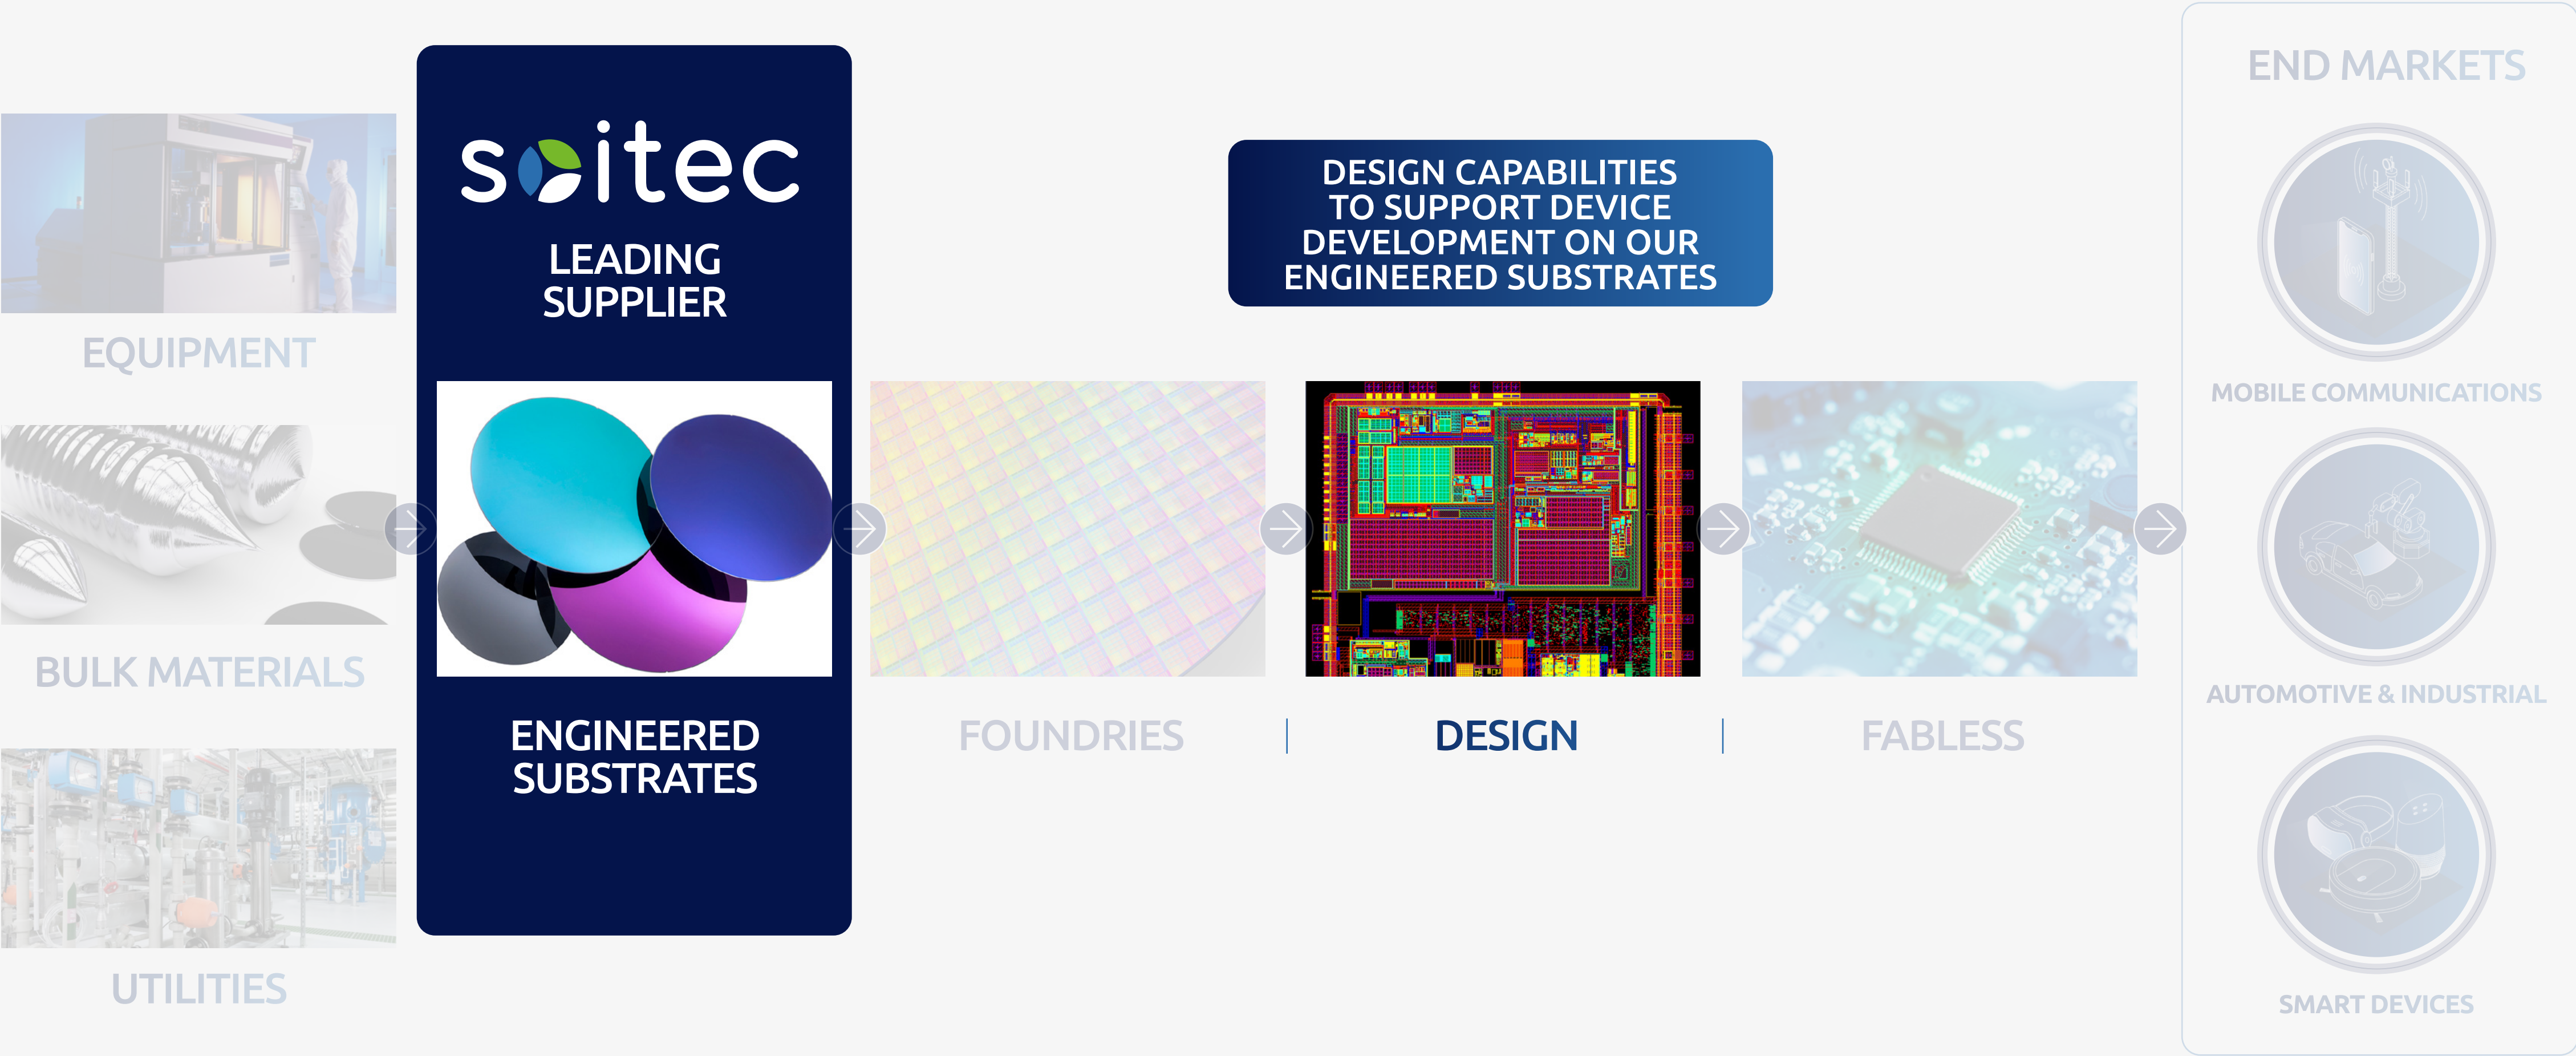 EQUIPMENT
BULK MATERIALS
UTILITIES
soitec
LEADING
SUPPLIER
ENGINEERED
SUBSTRATES
DESIGN CAPABILITIES
TO SUPPORT DEVICE
DEVELOPMENT ON OUR
ENGINEERED SUBSTRATES
FOUNDRIES
DESIGN
FABLESS
END MARKETS
MOBILE COMMUNICATIONS
AUTOMOTIVE & INDUSTRIAL
SMART DEVICES